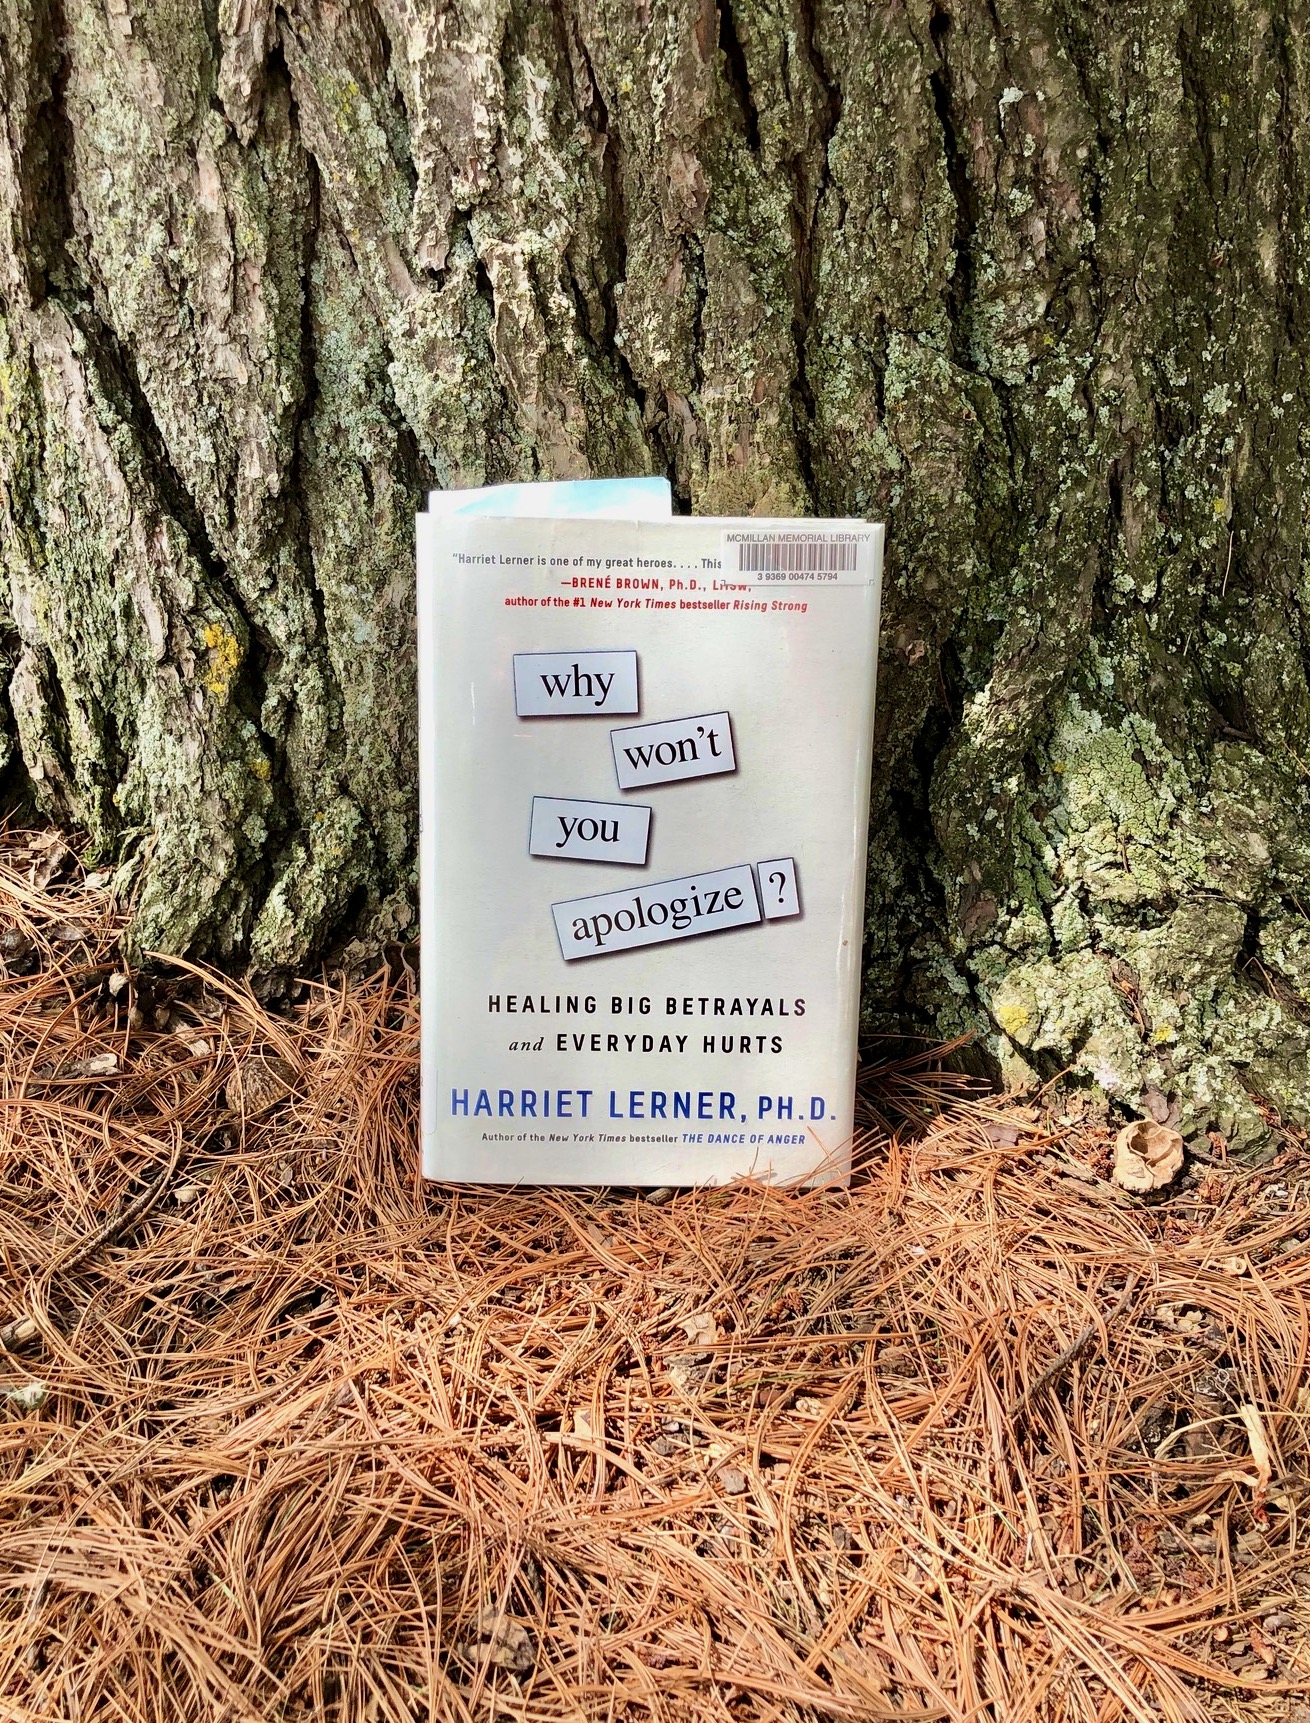 MCMILLAN MEMORIAL LIBRARY
3 9369 00474 5794
"Harriet Lerner is one of my great heroes. . . . This
—BRENÉ BROWN, Ph.D., LMSW,
author of the #1 New York Times bestseller Rising Strong
why
won't
you
apologize ?
HEALING BIG BETRAYALS
and EVERYDAY HURTS
HARRIET LERNER, PH.D.
Author of the New York Times bestseller THE DANCE OF ANGER